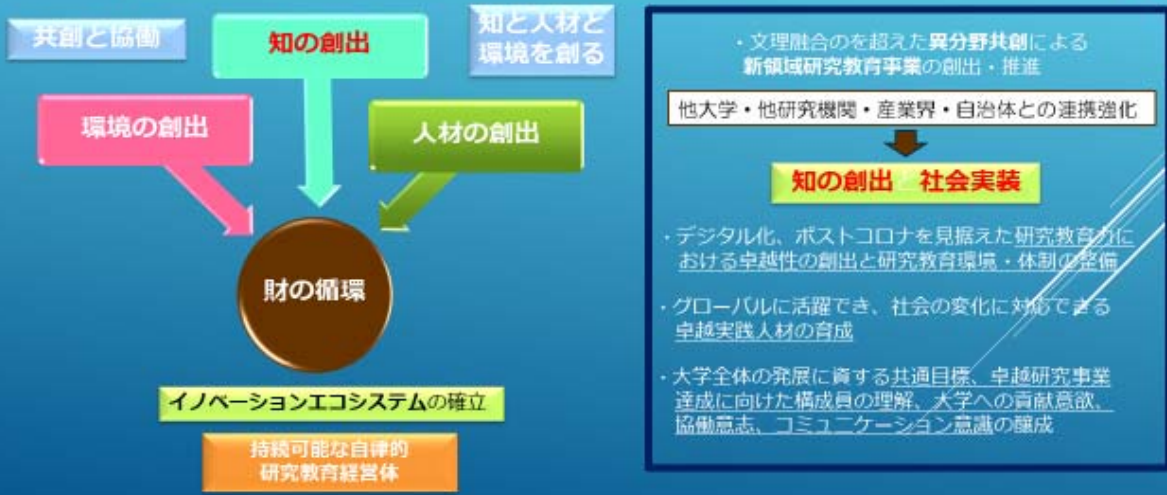 共創と協働
知の創出
知と人材と
環境を創る
環境の創出
人材の創出
財の循環
イノベーションエコシステムの確立
持続可能な自律的
研究教育経営体
・文理融合のを超えた異分野共創による
新領域研究教育事業の創出・推進
他大学・他研究機関・産業界・自治体との連携強化
知の創出と社会実装
・デジタル化、ポストコロナを見据えた研究教育力に
おける卓越性の創出と研究教育環境・体制の整備
・グローバルに活躍でき、社会の変化に対応できる
卓越実践人材の育成
・大学全体の発展に資する共通目標、卓越研究事業
達成に向けた構成員の理解、大学への貢献意欲、
協働意志、コミュニケーション意識の醸成